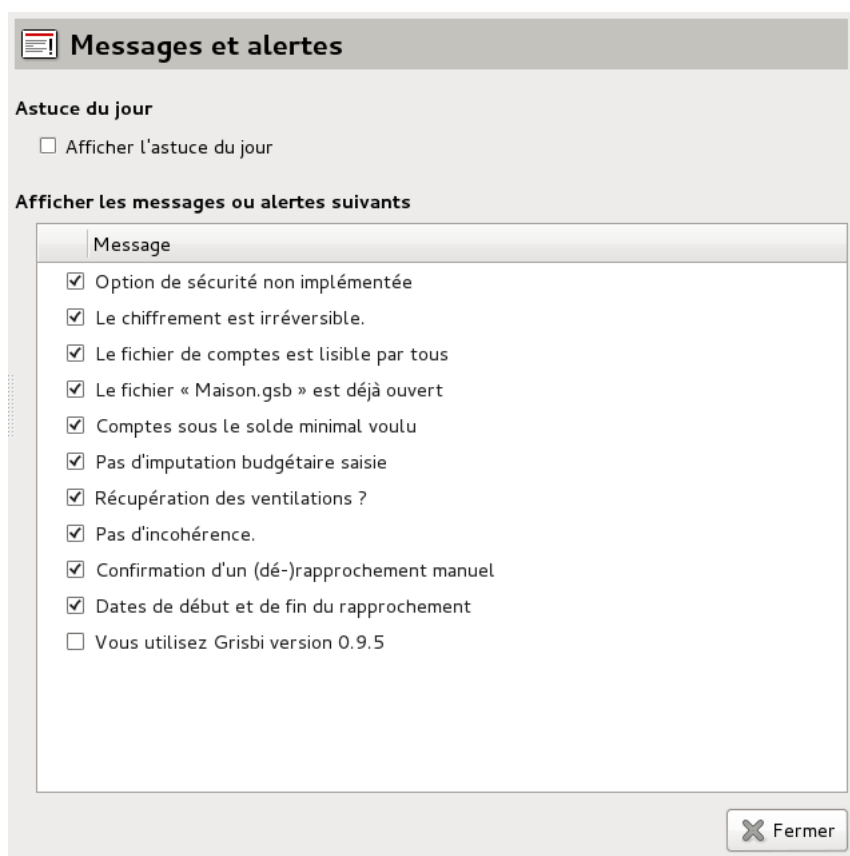 Messages et alertes
Astuce du jour
Afficher l'astuce du jour
Afficher les messages ou alertes suivants
Message
Option de sécurité non implémentée
Le chiffrement est irréversible.
Le fichier de comptes est lisible par tous
Le fichier « Maison.gsb » est déjà ouvert
Comptes sous le solde minimal voulu
Pas d'imputation budgétaire saisie
Récupération des ventilations ?
Pas d'incohérence.
Confirmation d'un (dé-)rapprochement manuel
Dates de début et de fin du rapprochement
Vous utilisez Grisbi version 0.9.5
Fermer